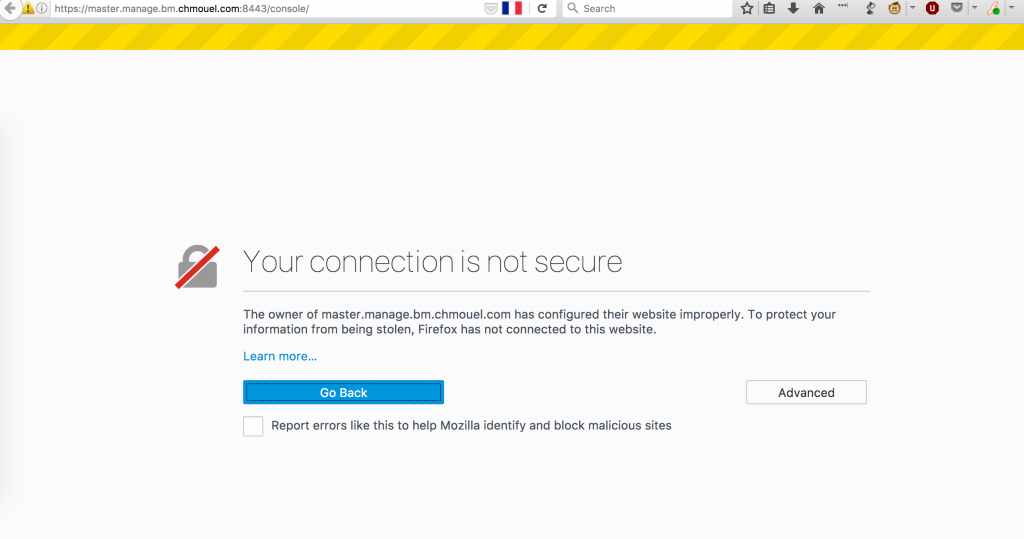 https://master.manage.bm.chmouel.com:8443/console/
Search
Your connection is not secure
The owner of master.manage.bm.chmouel.com has configured their website improperly. To protect your
information from being stolen, Firefox has not connected to this website.
Learn more...
Go Back
Advanced
Report errors like this to help Mozilla identify and block malicious sites